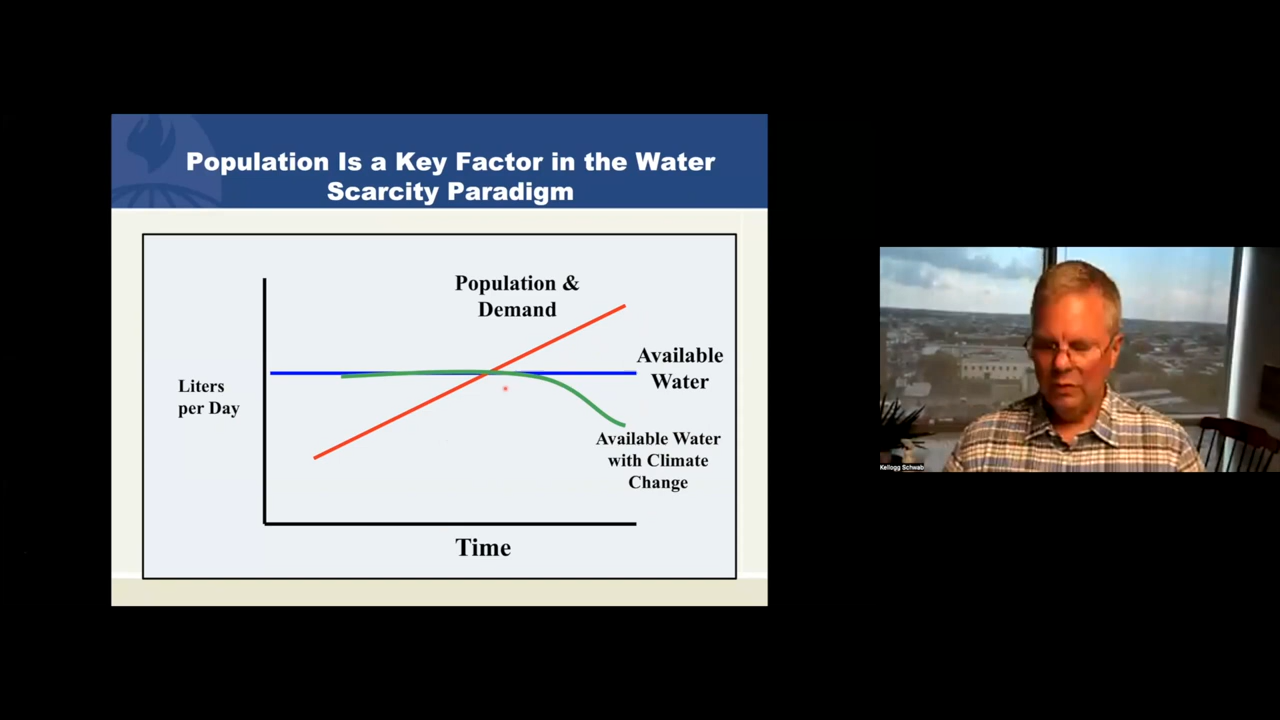 Population Is a Key Factor in the Water
Scarcity Paradigm
Population &
Demand
Available
Water
Liters
per Day
Available Water
with Climate
Change
Time
Kellogg Schwab